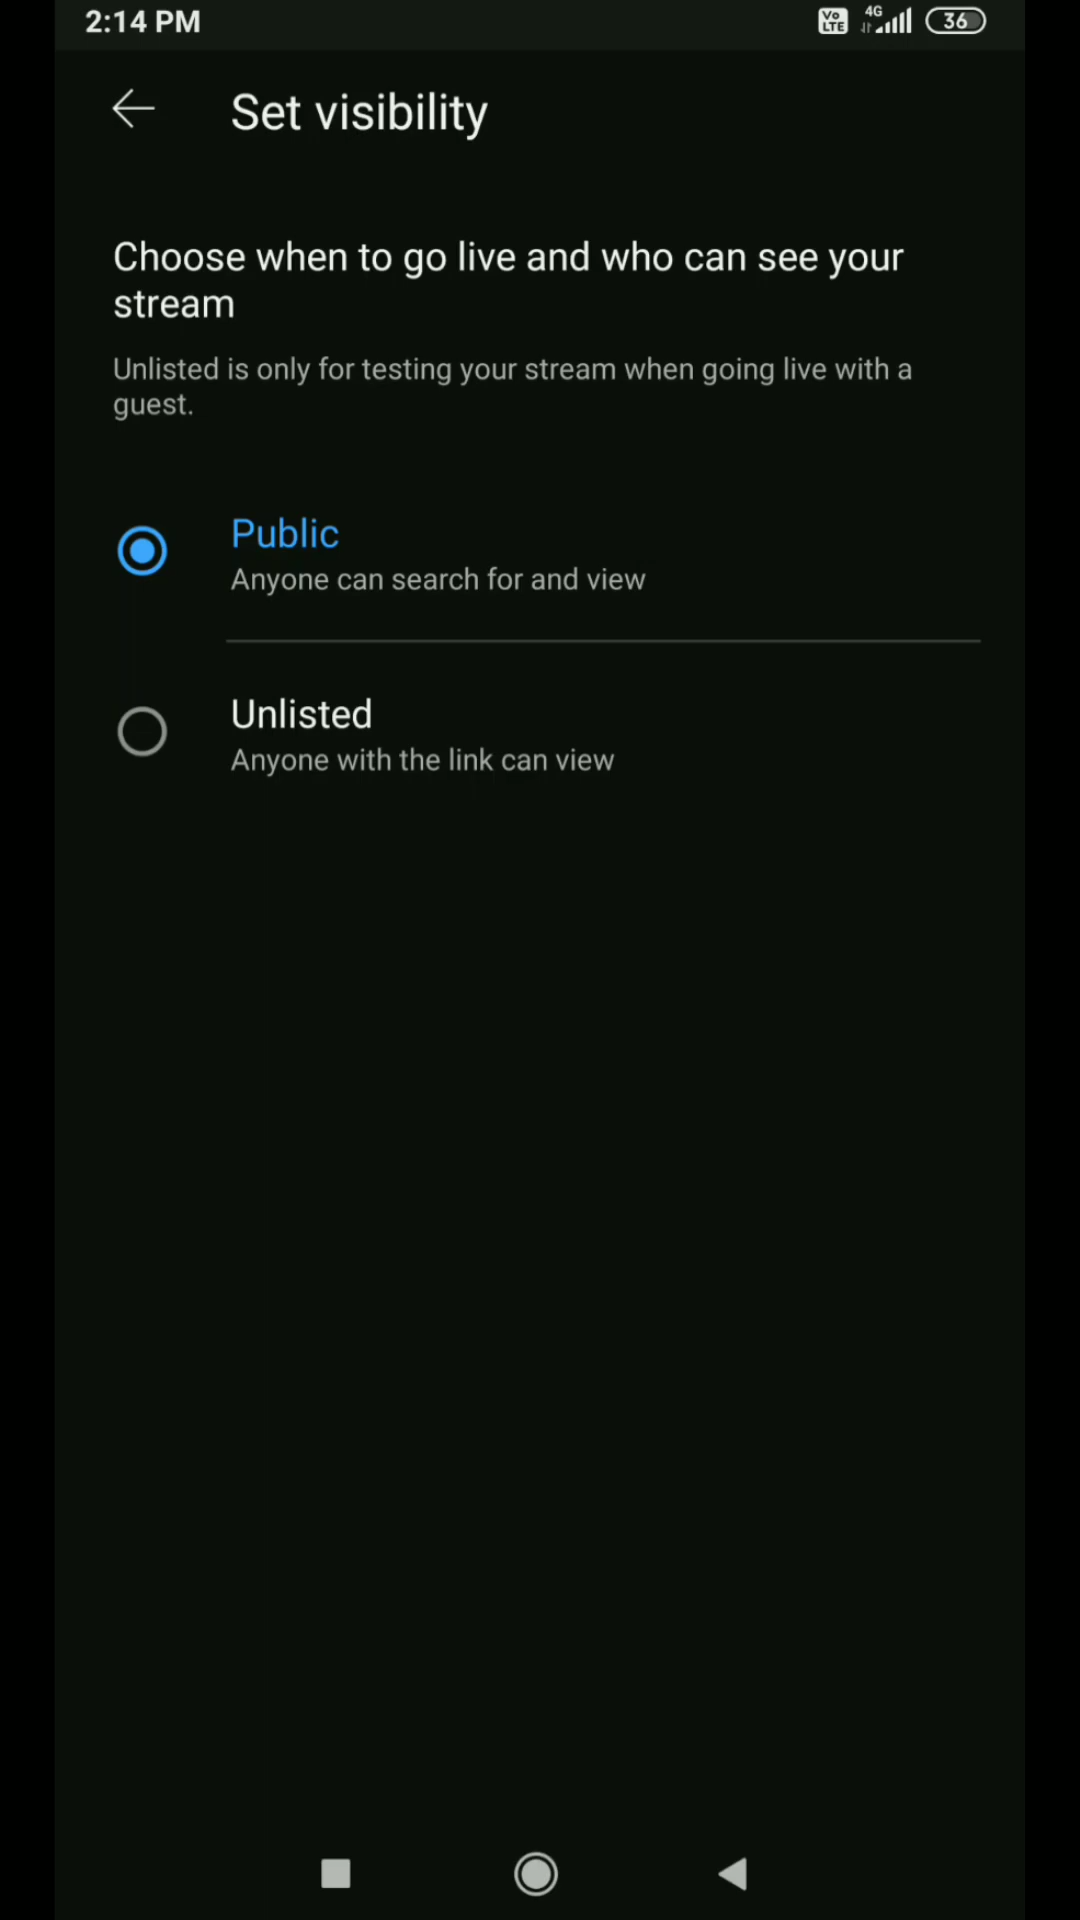 2:14 PM
Vo LTE
4G
36
Set visibility
Choose when to go live and who can see your
stream
Unlisted is only for testing your stream when going live with a
guest.
Public
Anyone can search for and view
Unlisted
Anyone with the link can view